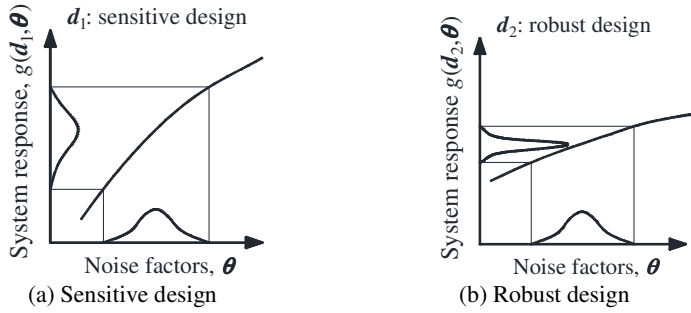 d₁: sensitive design
System response, g(d₁,θ)
Noise factors, θ
(a) Sensitive design
d₂: robust design
System response g(d₂,θ)
Noise factors, θ
(b) Robust design